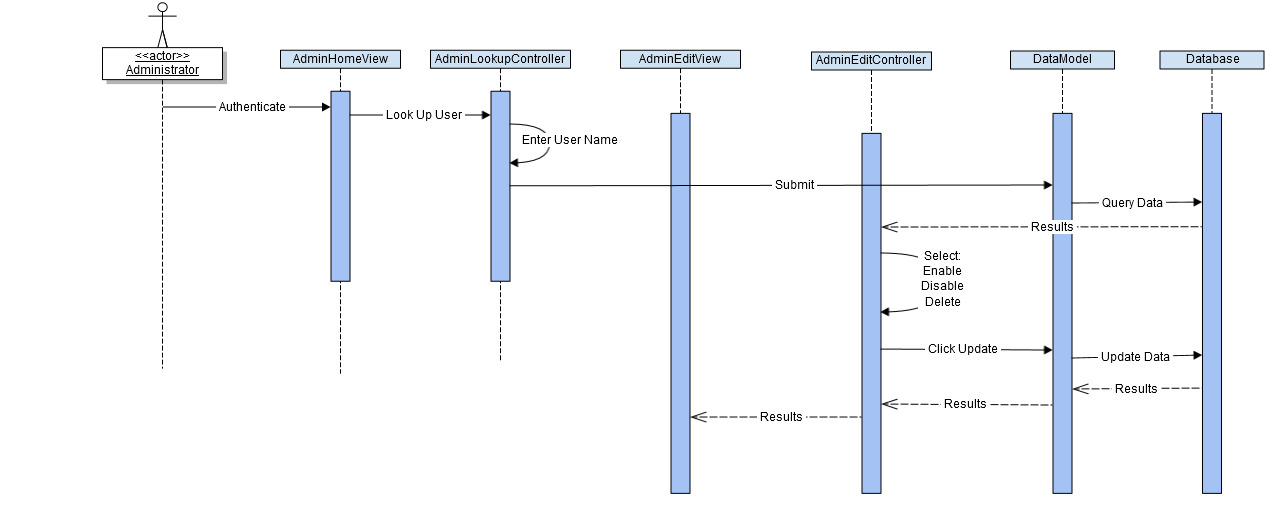 <<actor>>
Administrator
AdminHomeView
AdminLookupController
AdminEditView
AdminEditController
DataModel
Database
Authenticate
Look Up User
Enter User Name
Submit
Query Data
Results
Select:
Enable
Disable
Delete
Click Update
Update Data
Results
Results
Results